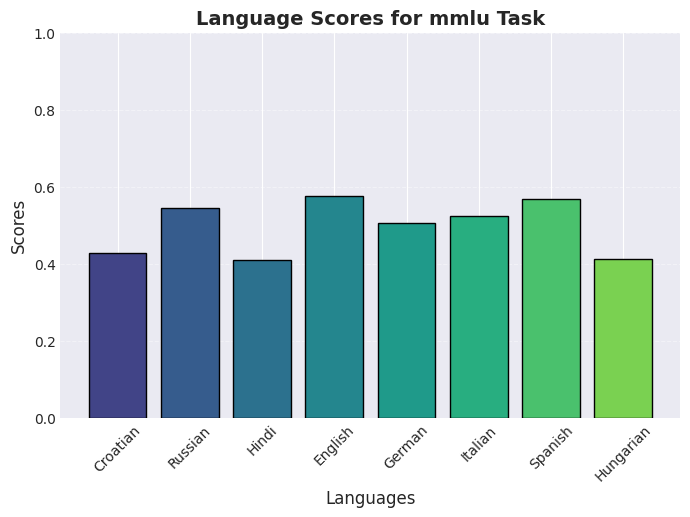 Language Scores for mmlu Task
1.0
0.8
0.6
0.4
0.2
0.0
Scores
Croatian
Russian
Hindi
English
German
Italian
Spanish
Hungarian
Languages